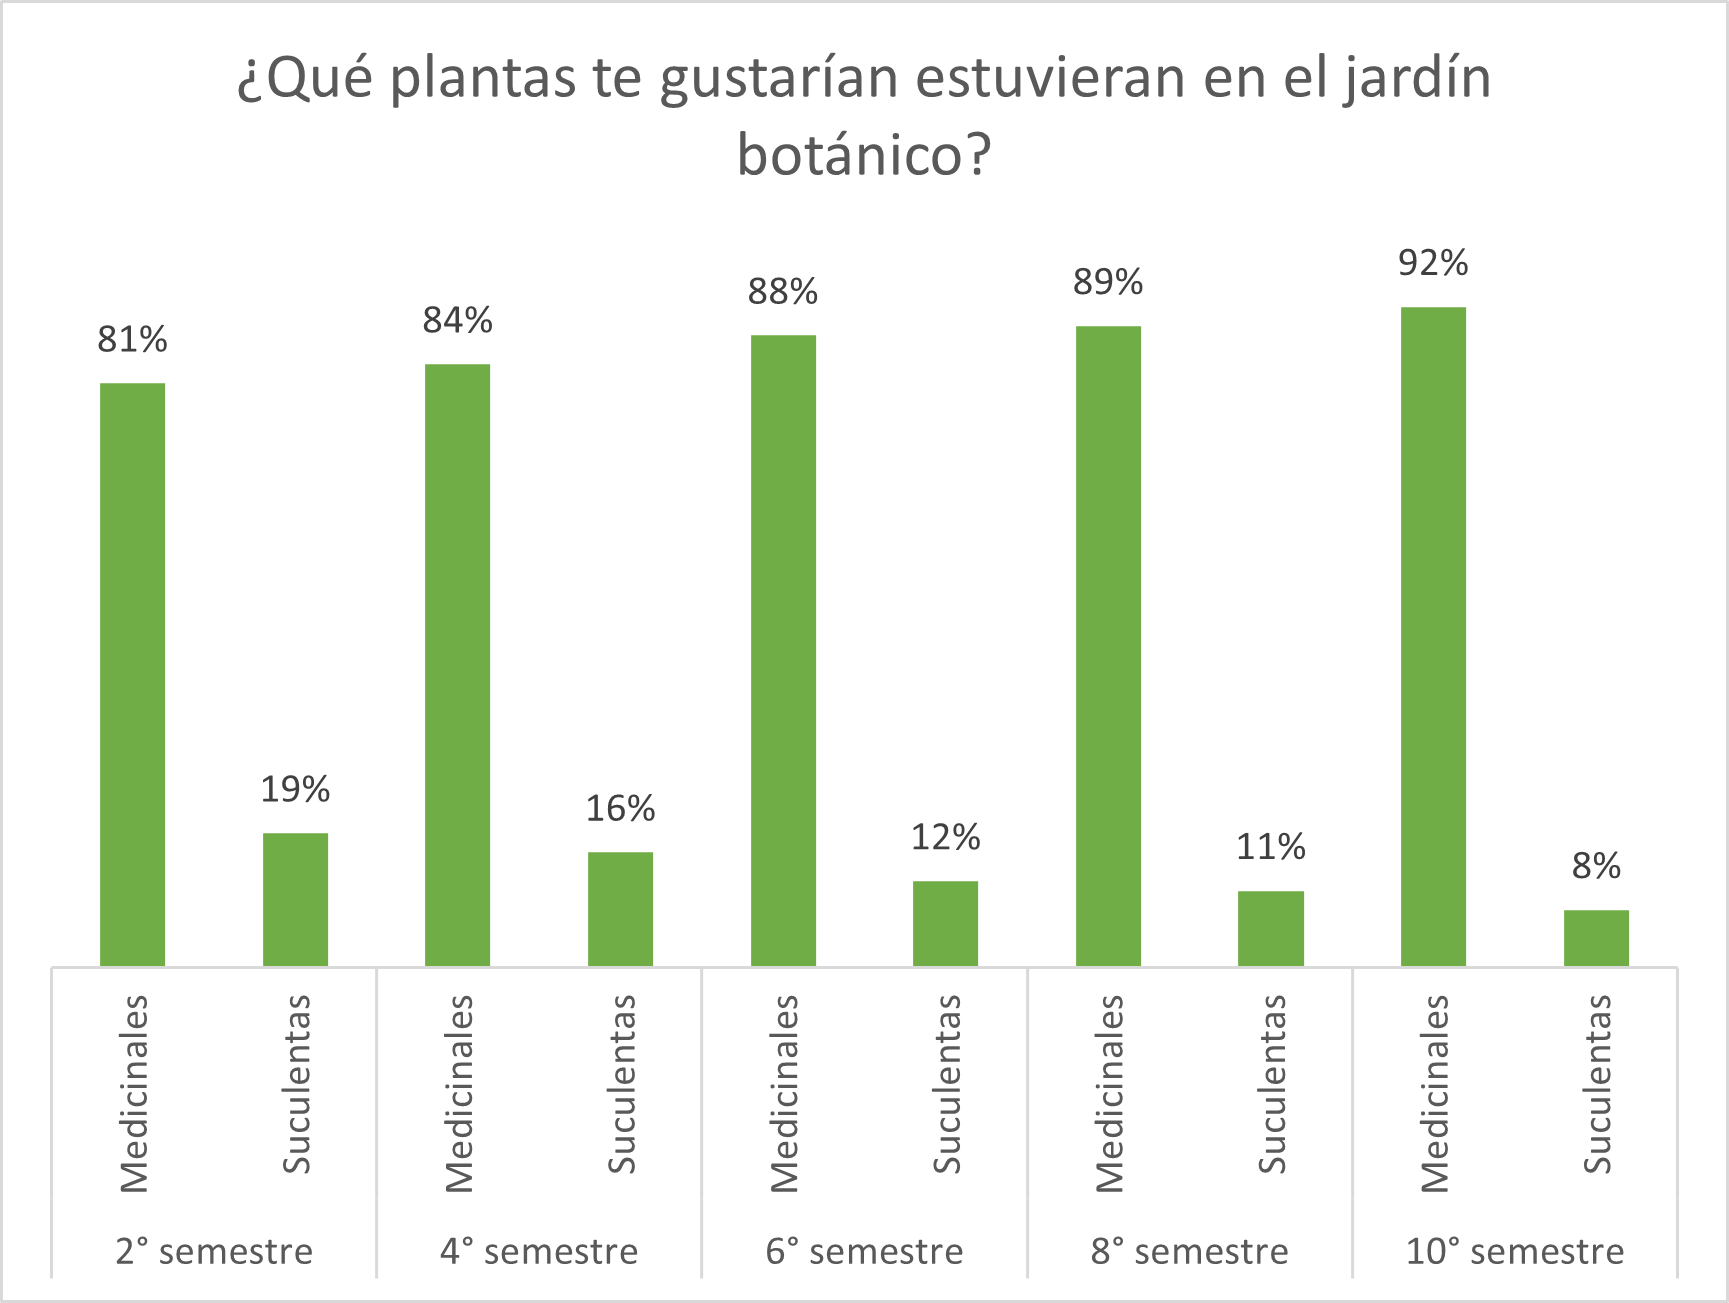 ¿Qué plantas te gustarían estuvieran en el jardín
botánico?
92%
89%
88%
84%
81%
19%
16%
12%
11%
8%
Medicinales
Suculentas
Medicinales
Suculentas
Medicinales
Suculentas
Medicinales
Suculentas
Medicinales
Suculentas
2° semestre
4° semestre
6° semestre
8° semestre
10° semestre